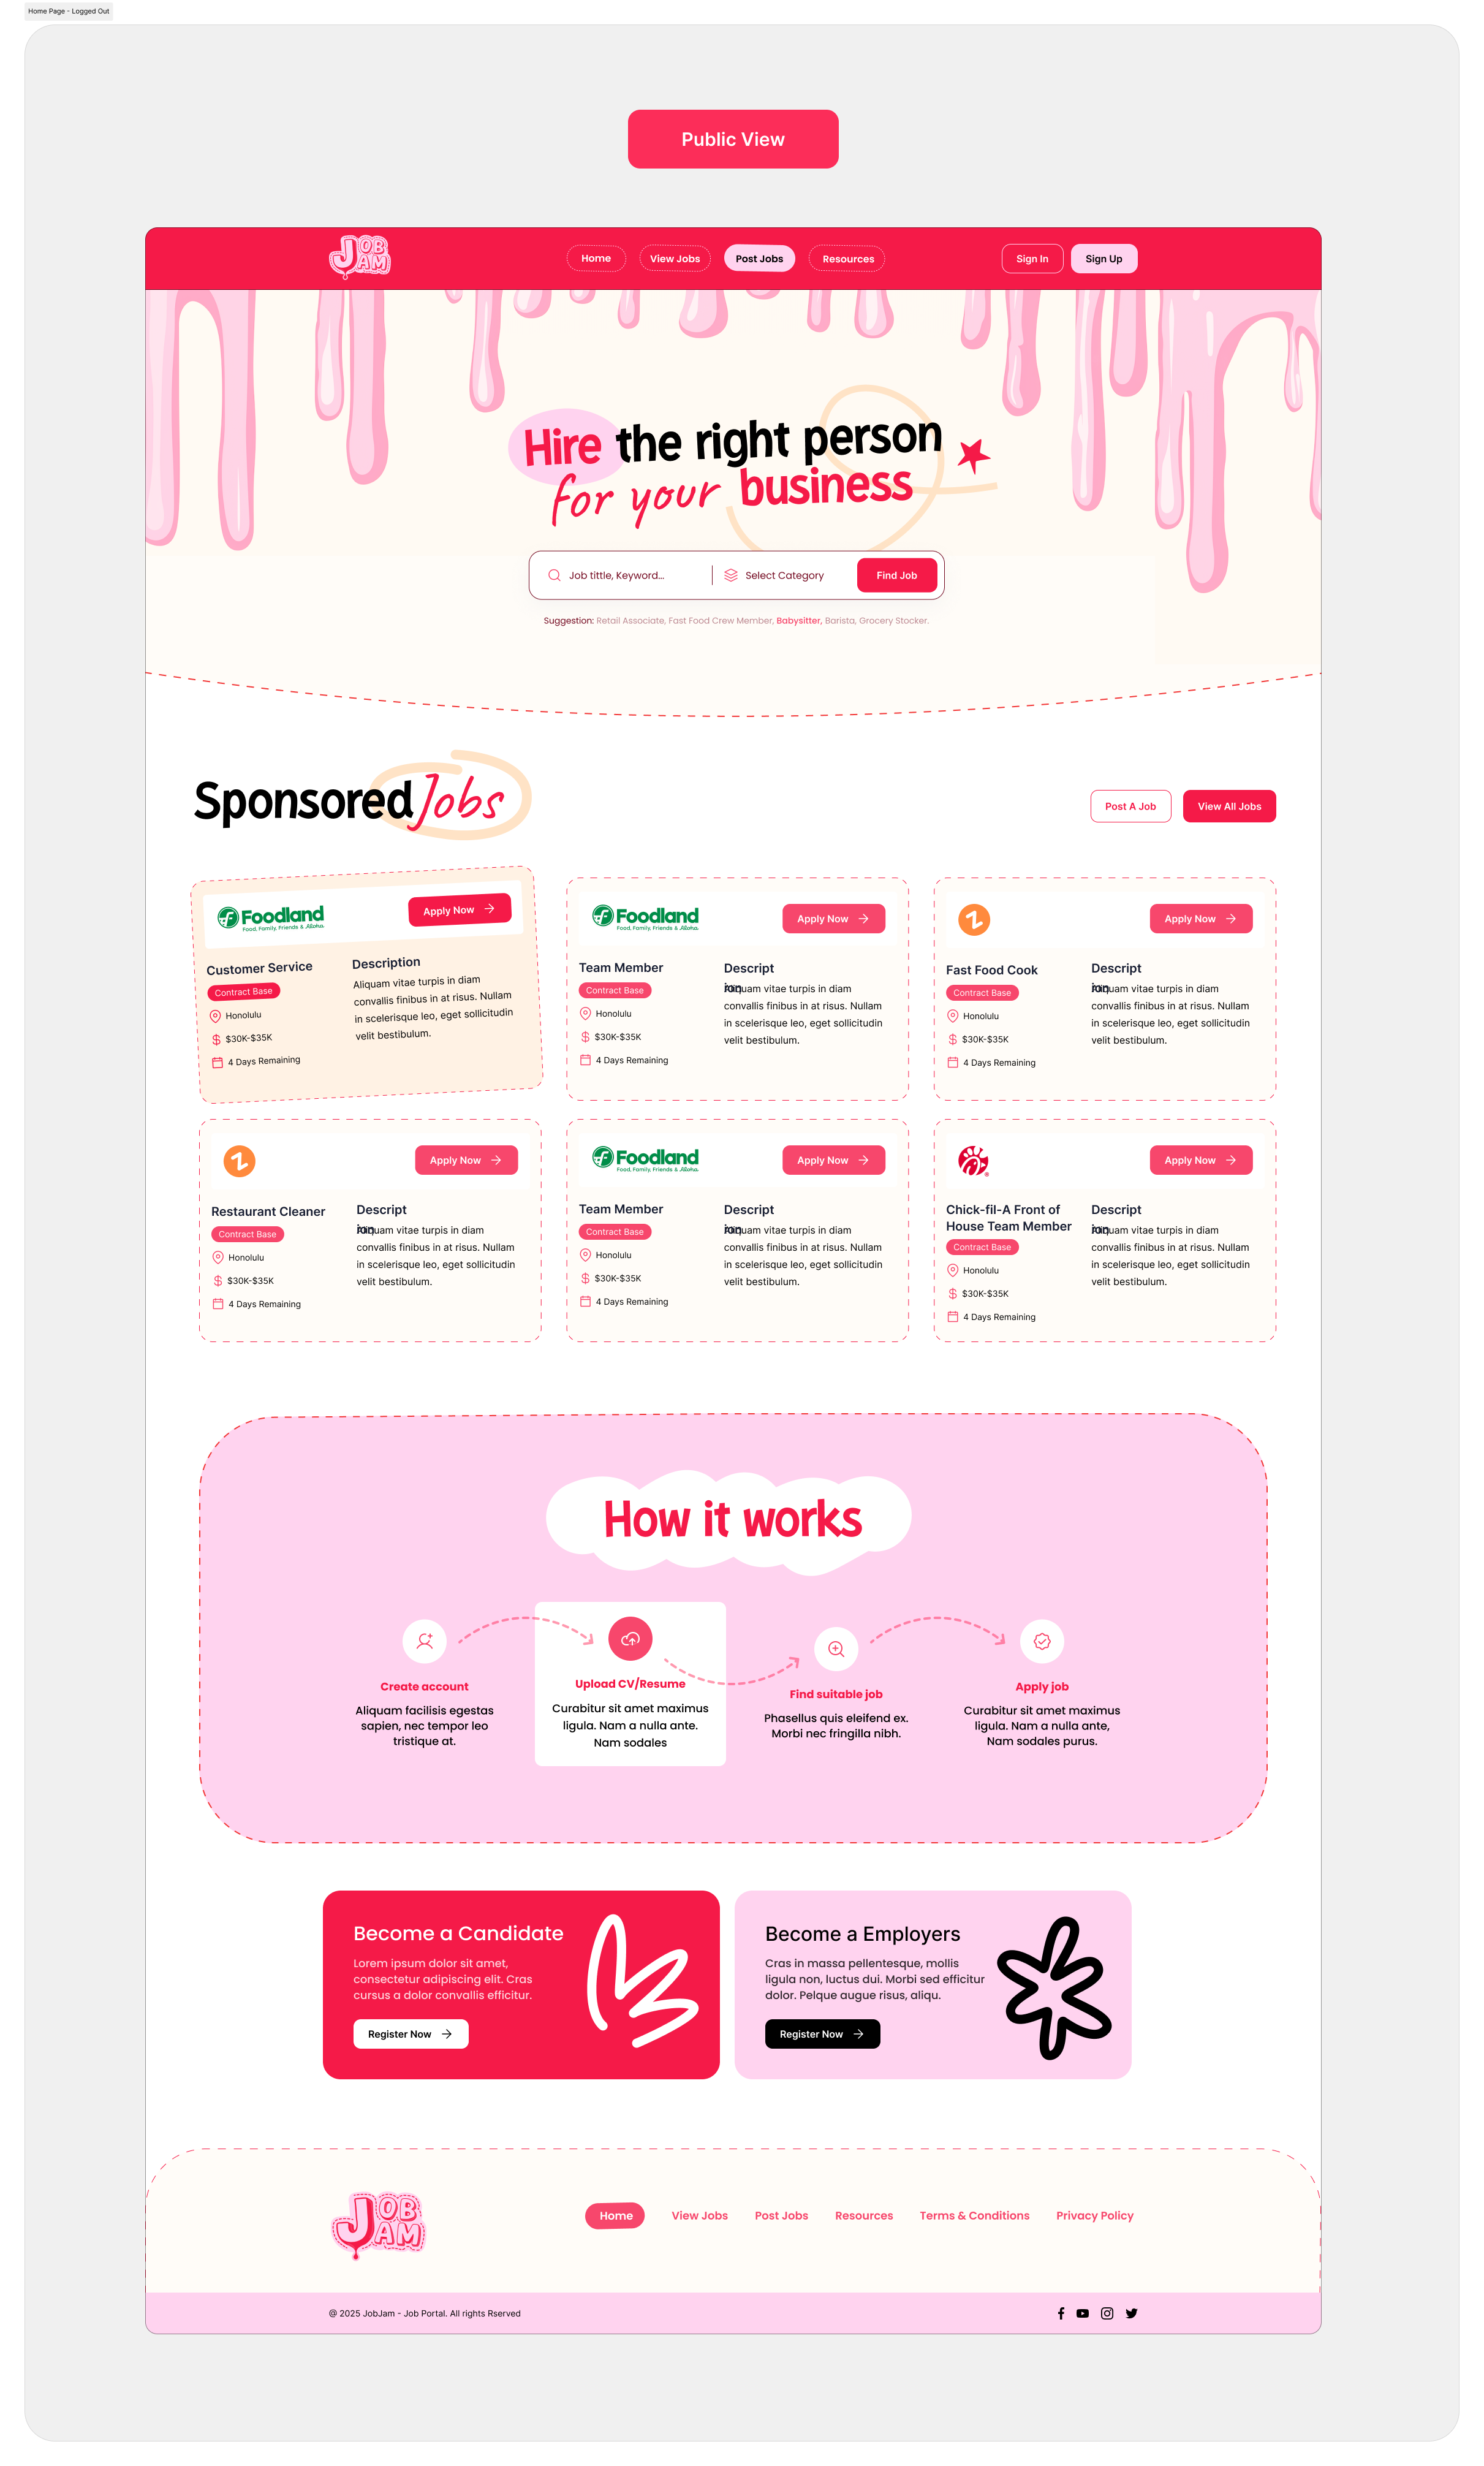 Home Page - Logged Out
Public View
JOB JAM
Home
View Jobs
Post Jobs
Resources
Sign In
Sign Up
Hire the right person
for your business
Job tittle, Keyword...
Select Category
Find Job
Suggestion: Retail Associate, Fast Food Crew Member, Babysitter, Barista, Grocery Stocker.
Sponsored Jobs
Post A Job
View All Jobs
Foodland
Food, Family, Friends & Aloha.
Apply Now
Customer Service
Contract Base
Honolulu
$30K-$35K
4 Days Remaining
Description
Aliquam vitae turpis in diam
convallis finibus in at risus. Nullam
in scelerisque leo, eget sollicitudin
velit bestibulum.
Foodland
Food, Family, Friends & Aloha.
Apply Now
Team Member
Contract Base
Honolulu
$30K-$35K
4 Days Remaining
Descript
ion
Aliquam vitae turpis in diam
convallis finibus in at risus. Nullam
in scelerisque leo, eget sollicitudin
velit bestibulum.
Apply Now
Fast Food Cook
Contract Base
Honolulu
$30K-$35K
4 Days Remaining
Descript
ion
Aliquam vitae turpis in diam
convallis finibus in at risus. Nullam
in scelerisque leo, eget sollicitudin
velit bestibulum.
Apply Now
Restaurant Cleaner
Contract Base
Honolulu
$30K-$35K
4 Days Remaining
Descript
ion
Aliquam vitae turpis in diam
convallis finibus in at risus. Nullam
in scelerisque leo, eget sollicitudin
velit bestibulum.
Foodland
Food, Family, Friends & Aloha.
Apply Now
Team Member
Contract Base
Honolulu
$30K-$35K
4 Days Remaining
Descript
ion
Aliquam vitae turpis in diam
convallis finibus in at risus. Nullam
in scelerisque leo, eget sollicitudin
velit bestibulum.
Apply Now
Chick-fil-A Front of
House Team Member
Contract Base
Honolulu
$30K-$35K
4 Days Remaining
Descript
ion
Aliquam vitae turpis in diam
convallis finibus in at risus. Nullam
in scelerisque leo, eget sollicitudin
velit bestibulum.
How it works
Create account
Aliquam facilisis egestas
sapien, nec tempor leo
tristique at.
Upload CV/Resume
Curabitur sit amet maximus
ligula. Nam a nulla ante.
Nam sodales
Find suitable job
Phasellus quis eleifend ex.
Morbi nec fringilla nibh.
Apply job
Curabitur sit amet maximus
ligula. Nam a nulla ante,
Nam sodales purus.
Become a Candidate
Lorem ipsum dolor sit amet,
consectetur adipiscing elit. Cras
cursus a dolor convallis efficitur.
Register Now
Become a Employers
Cras in massa pellentesque, mollis
ligula non, luctus dui. Morbi sed efficitur
dolor. Pelque augue risus, aliqu.
Register Now
JOB JAM
Home
View Jobs
Post Jobs
Resources
Terms & Conditions
Privacy Policy
@ 2025 JobJam - Job Portal. All rights Rserved